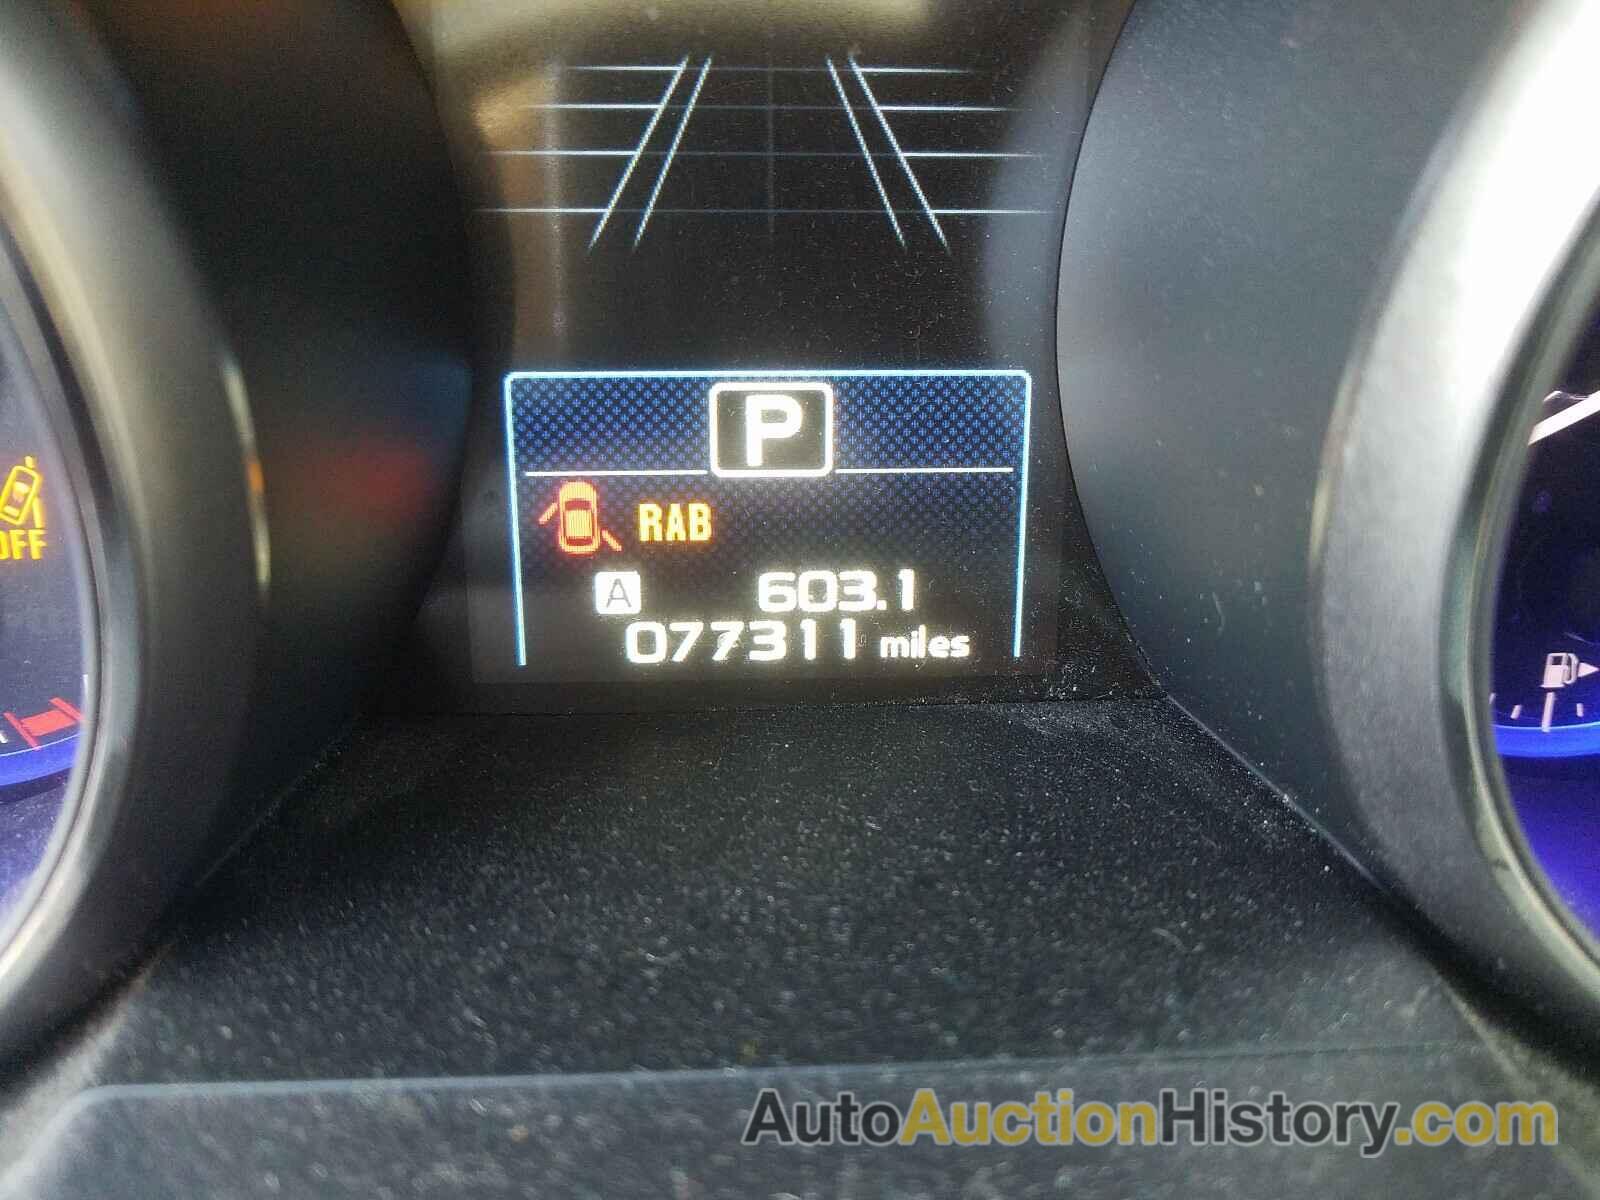 P
RAB
OFF
A 603.1
077311 miles
AutoAuctionHistory.com